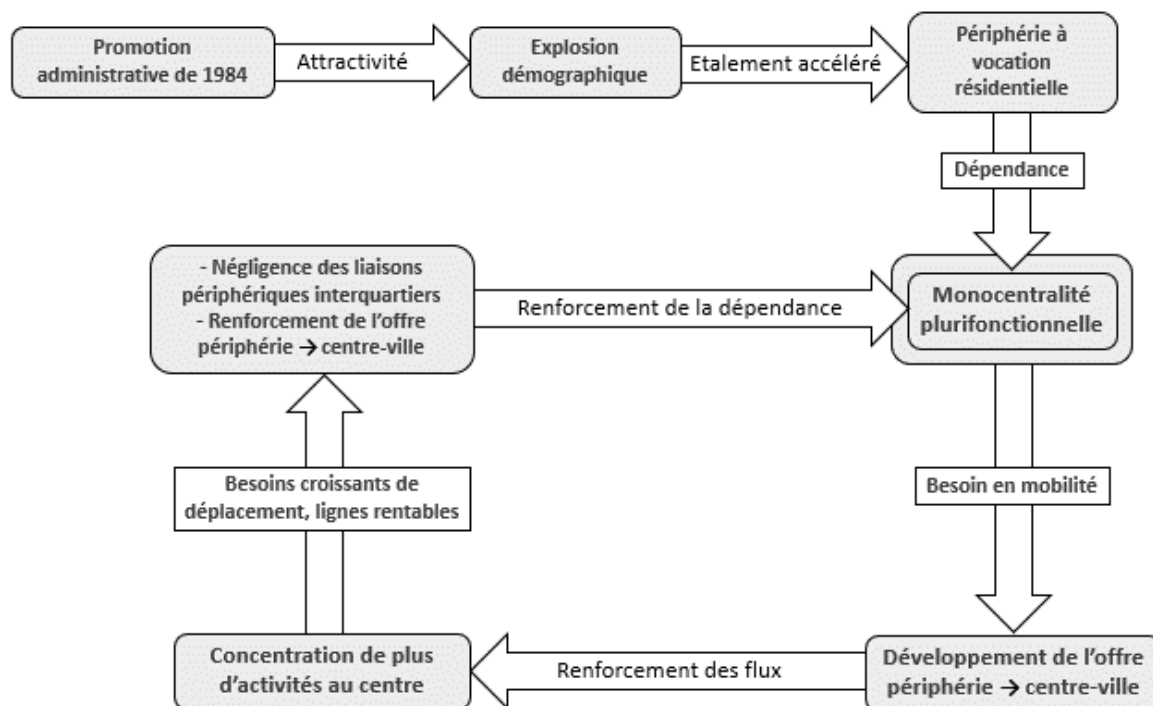 Promotion
administrative de 1984
Attractivité
Explosion
démographique
Etalement accéléré
Périphérie à
vocation
résidentielle
Dépendance
- Négligence des liaisons
périphériques interquartiers
- Renforcement de l'offre
périphérie → centre-ville
Renforcement de la dépendance
Monocentralité
plurifonctionnelle
Besoins croissants de
déplacement, lignes rentables
Besoin en mobilité
Concentration de plus
d'activités au centre
Renforcement des flux
Développement de l'offre
périphérie → centre-ville